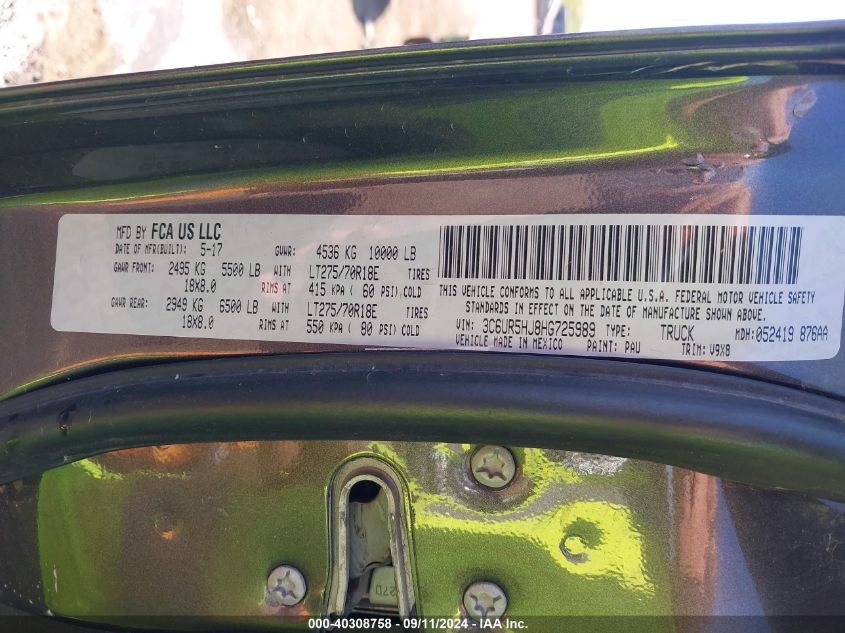 MFD BY FCA US LLC
DATE OF MFR(BUILT): 5-17 GVWR: 4536 KG 10000 LB
GAWR FRONT: 2495 KG 5500 LB WITH LT275/70R18E TIRES
18X8.0 RIMS AT 415 KPA ( 60 PSI) COLD
GAWR REAR: 2949 KG 6500 LB WITH LT275/70R18E TIRES
18X8.0 RIMS AT 550 KPA ( 80 PSI) COLD
THIS VEHICLE CONFORMS TO ALL APPLICABLE U.S.A. FEDERAL MOTOR VEHICLE SAFETY
STANDARDS IN EFFECT ON THE DATE OF MANUFACTURE SHOWN ABOVE.
VIN: 3C6UR5HJ8HG725989 TYPE: TRUCK MDH: 052419 876AA
VEHICLE MADE IN MEXICO PAINT: PAU TRIM: V9X8
000-40308758 - 09/11/2024 - IAAI - IAA, Inc.